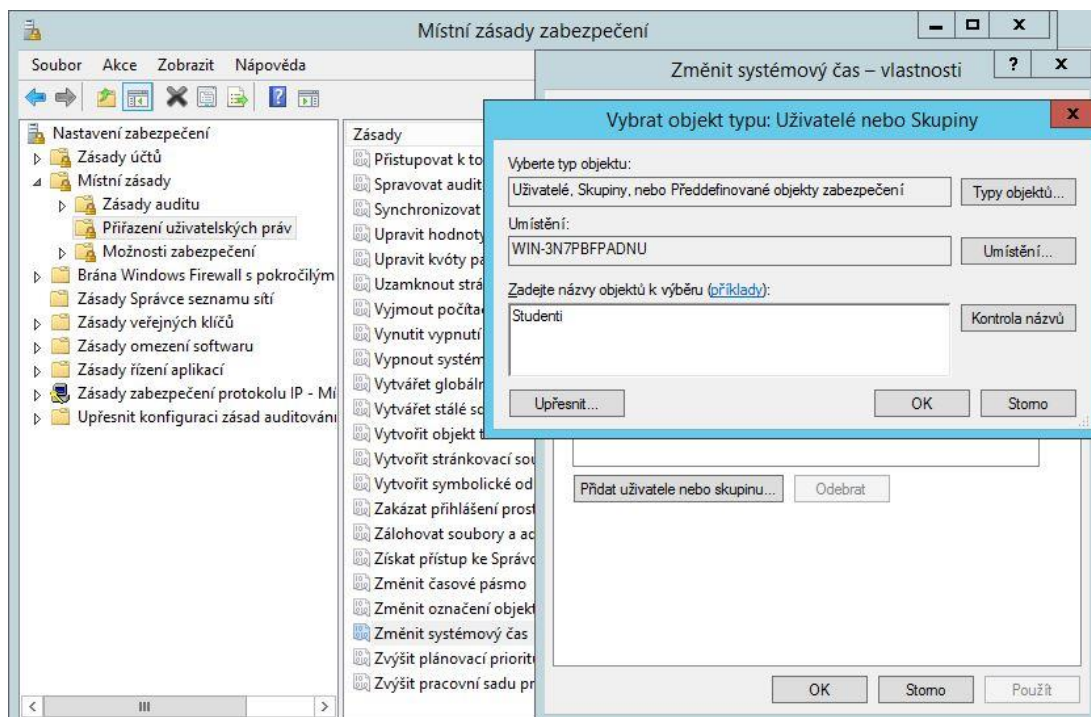 Místní zásady zabezpečení
Soubor Akce Zobrazit Nápověda
Nastavení zabezpečení
Zásady účtů
Místní zásady
Zásady auditu
Přiřazení uživatelských práv
Možnosti zabezpečení
Brána Windows Firewall s pokročilým
Zásady Správce seznamu sítí
Zásady veřejných klíčů
Zásady omezení softwaru
Zásady řízení aplikací
Zásady zabezpečení protokolu IP - Mí
Upřesnit konfiguraci zásad auditování
Zásady
Přistupovat k to
Spravovat audit
Synchronizovat
Upravit hodnoty
Upravit kvóty pa
Uzamknout strá
Vyjmout počítač
Vynutit vypnutí
Vypnout systém
Vytvářet globáln
Vytvářet stálé sd
Vytvořit objekt t
Vytvořit stránkovací sou
Vytvořit symbolické od
Zakázat přihlášení prost
Zálohovat soubory a ad
Získat přístup ke Správc
Změnit časové pásmo
Změnit označení objekt
Změnit systémový čas
Zvýšit plánovací prioritu
Zvýšit pracovní sadu pr
Změnit systémový čas – vlastnosti
Vybrat objekt typu: Uživatelé nebo Skupiny
Vyberte typ objektu:
Uživatelé, Skupiny, nebo Předdefinované objekty zabezpečení
Typy objektů...
Umístění:
WIN-3N7PBFPADNU
Umístění...
Zadejte názvy objektů k výběru (příklady):
Studenti
Kontrola názvů
Upřesnit...
OK Storno
Přidat uživatele nebo skupinu... Odebrat
OK Storno Použít